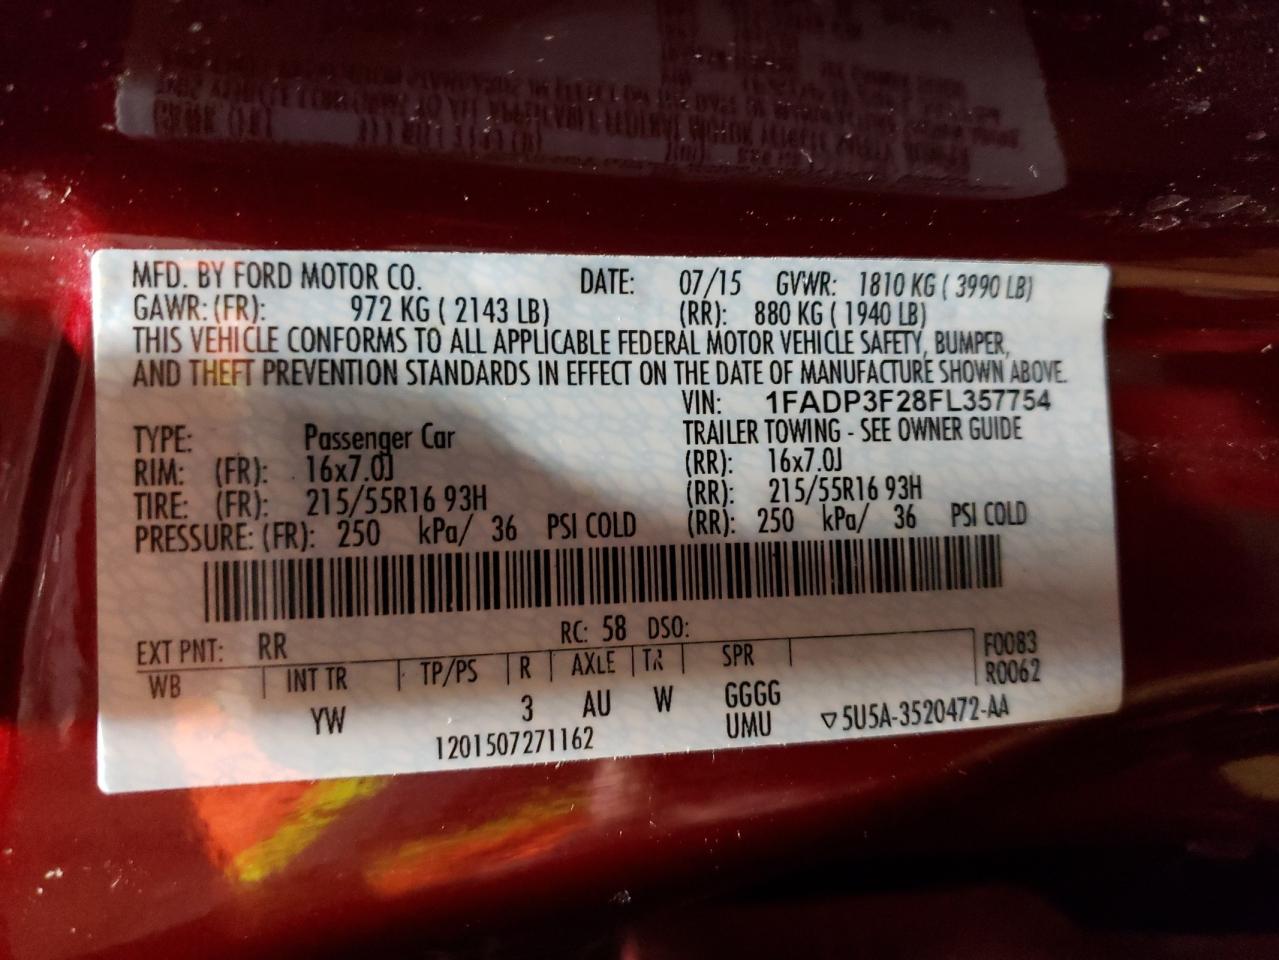 MFD. BY FORD MOTOR CO. DATE: 07/15 GVWR: 1810 KG ( 3990 LB)
GAWR: (FR): 972 KG ( 2143 LB) (RR): 880 KG ( 1940 LB)
THIS VEHICLE CONFORMS TO ALL APPLICABLE FEDERAL MOTOR VEHICLE SAFETY, BUMPER,
AND THEFT PREVENTION STANDARDS IN EFFECT ON THE DATE OF MANUFACTURE SHOWN ABOVE.
VIN: 1FADP3F28FL357754
TYPE: Passenger Car TRAILER TOWING - SEE OWNER GUIDE
RIM: (FR): 16x7.0J (RR): 16x7.0J
TIRE: (FR): 215/55R16 93H (RR): 215/55R16 93H
PRESSURE: (FR): 250 kPa/ 36 PSI COLD (RR): 250 kPa/ 36 PSI COLD
EXT PNT: RR RC: 58 DSO: F0083
WB INT TR TP/PS R AXLE TR SPR R0062
YW 3 AU W GGGG
1201507271162 UMU ▽5U5A-3520472-AA